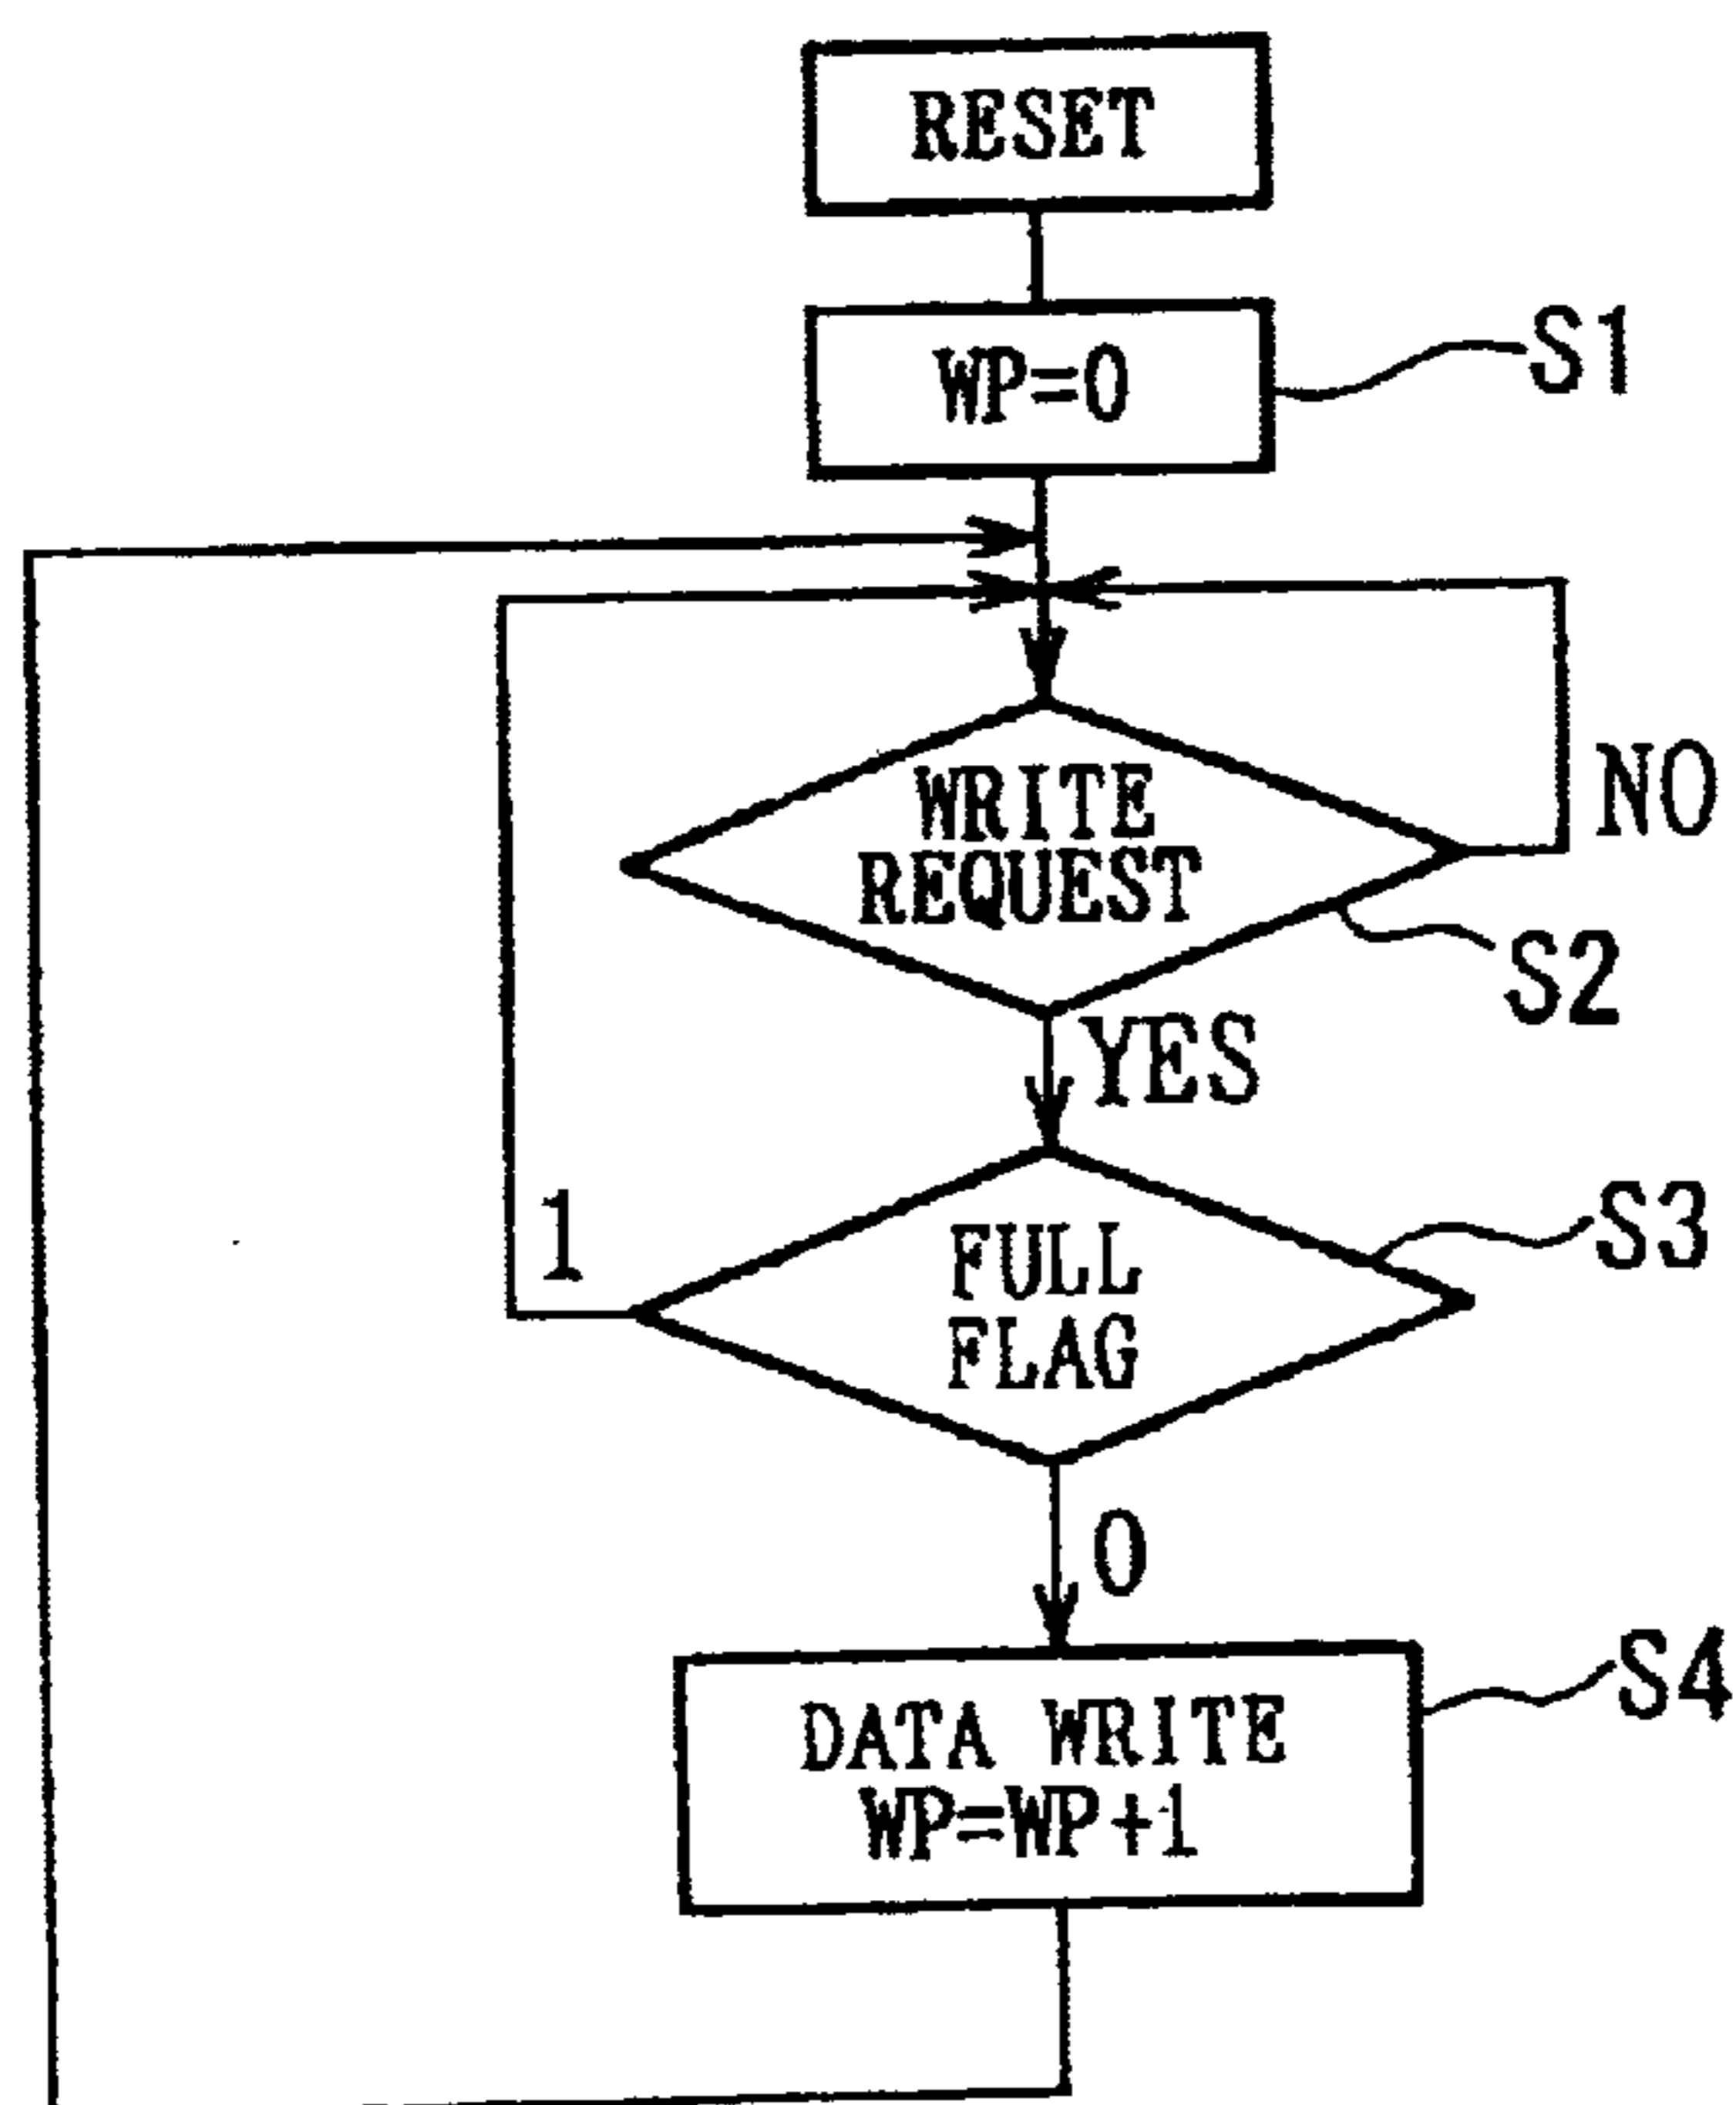 RESET
WP=0
S1
WRITE
REQUEST
NO
S2
YES
1
FULL
FLAG
S3
0
DATA WRITE
WP=WP+1
S4